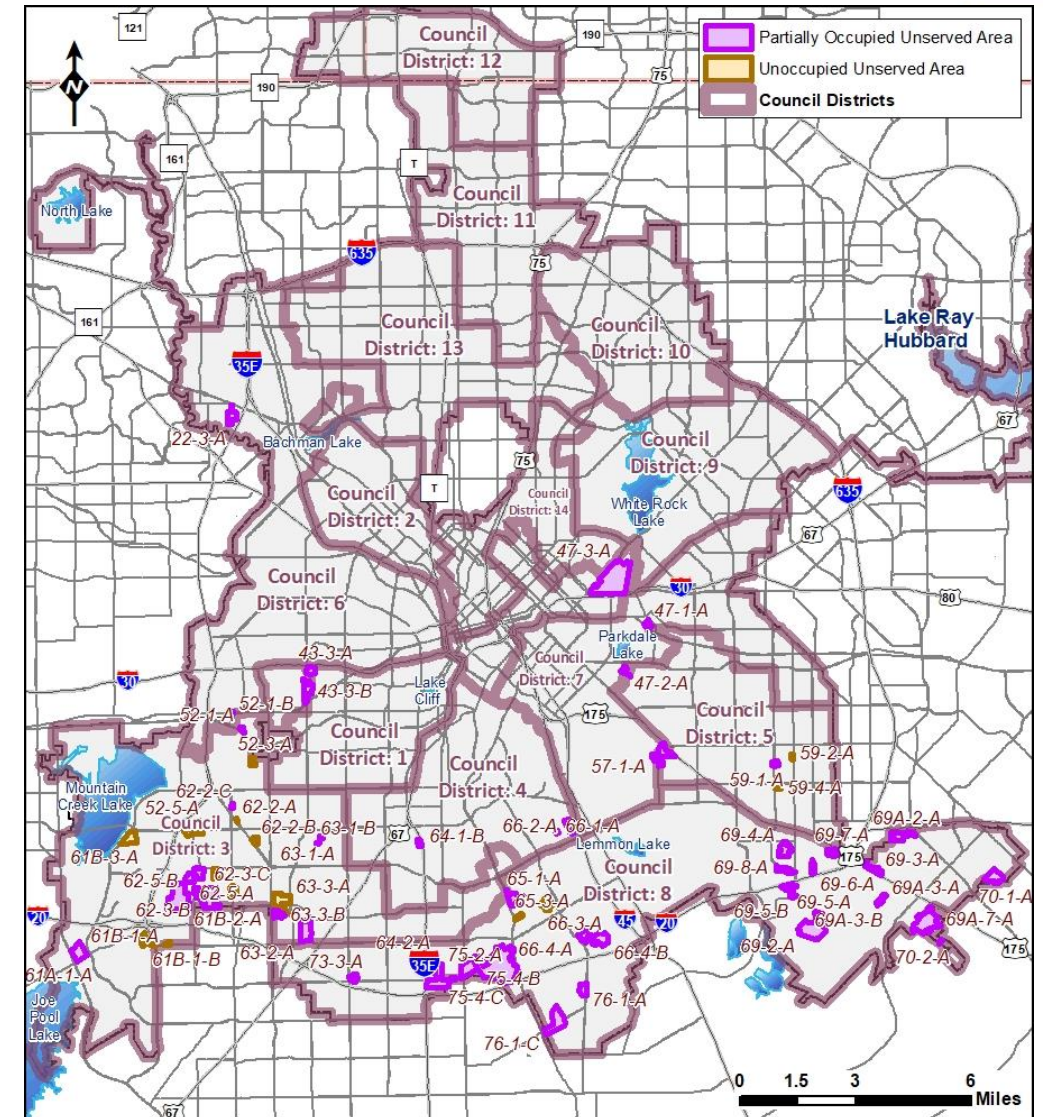 121
190
75
Council
District: 12
Partially Occupied Unserved Area
Unoccupied Unserved Area
Council Districts
N
190
161
T
North Lake
Council
District: 11
635
75
161
Council
District: 13
Council
District: 10
Lake Ray
Hubbard
35E
22-3-A
Bachman Lake
67
Council
District: 9
75
T
Council
District: 2
Council
District: 14
White Rock
Lake
635
67
47-3-A
30
80
Council
District: 6
47-1-A
Parkdale
Lake
43-3-A
Council
District: 7
47-2-A
30
43-3-B
Lake
Cliff
52-1-B
52-1-A
175
Council
District: 5
52-3-A
Council
District: 1
57-1-A
59-2-A
Council
District: 4
59-1-A
59-4-A
Mountain
Creek Lake
62-2-C
52-5-A
62-2-A
62-2-B
63-1-B
67
64-1-B
66-2-A
66-1-A
69A-2-A
Council
District: 3
61B-3-A
63-1-A
Lemmon Lake
69-4-A
69-7-A
175
69-3-A
62-5-B
62-3-C
62-5-A
63-3-A
65-1-A
65-3-A
Council
District: 8
69-8-A
69-6-A
69A-3-A
70-1-A
62-3-B
61B-2-A
63-3-B
66-3-A
45
20
69-5-A
69-5-B
69A-3-B
69A-7-A
20
61B-1-A
61B-1-B
63-2-A
64-2-A
66-4-A
66-4-B
69-2-A
70-2-A
175
61A-1-A
73-3-A
35E
75-2-A
75-4-B
75-4-C
76-1-A
Joe
Pool
Lake
76-1-C
67
0 1.5 3 6
Miles